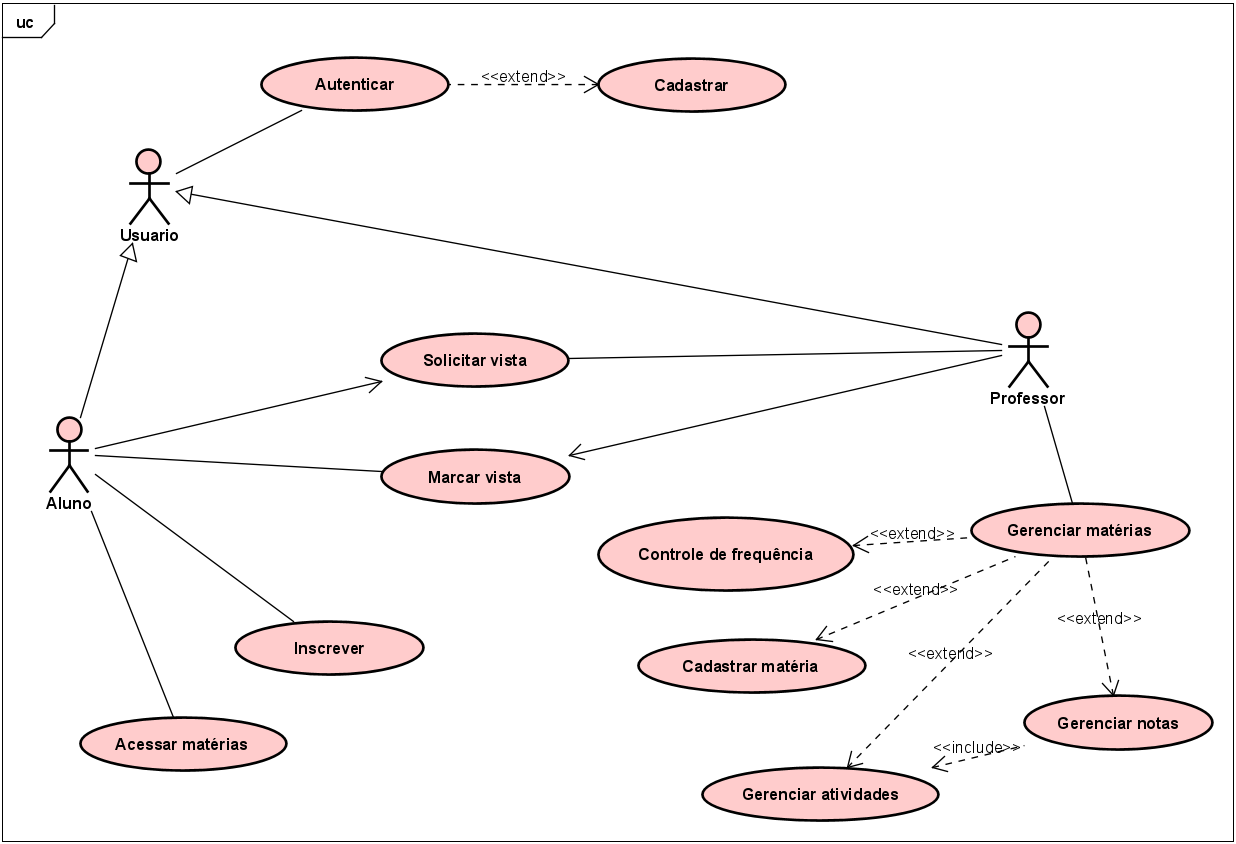 uc
Autenticar
<<extend>>
Cadastrar
Usuario
Solicitar vista
Professor
Marcar vista
Aluno
Gerenciar matérias
<<extend>>
Controle de frequência
<<extend>>
<<extend>>
Inscrever
<<extend>>
Cadastrar matéria
Gerenciar notas
Acessar matérias
<<include>>
Gerenciar atividades